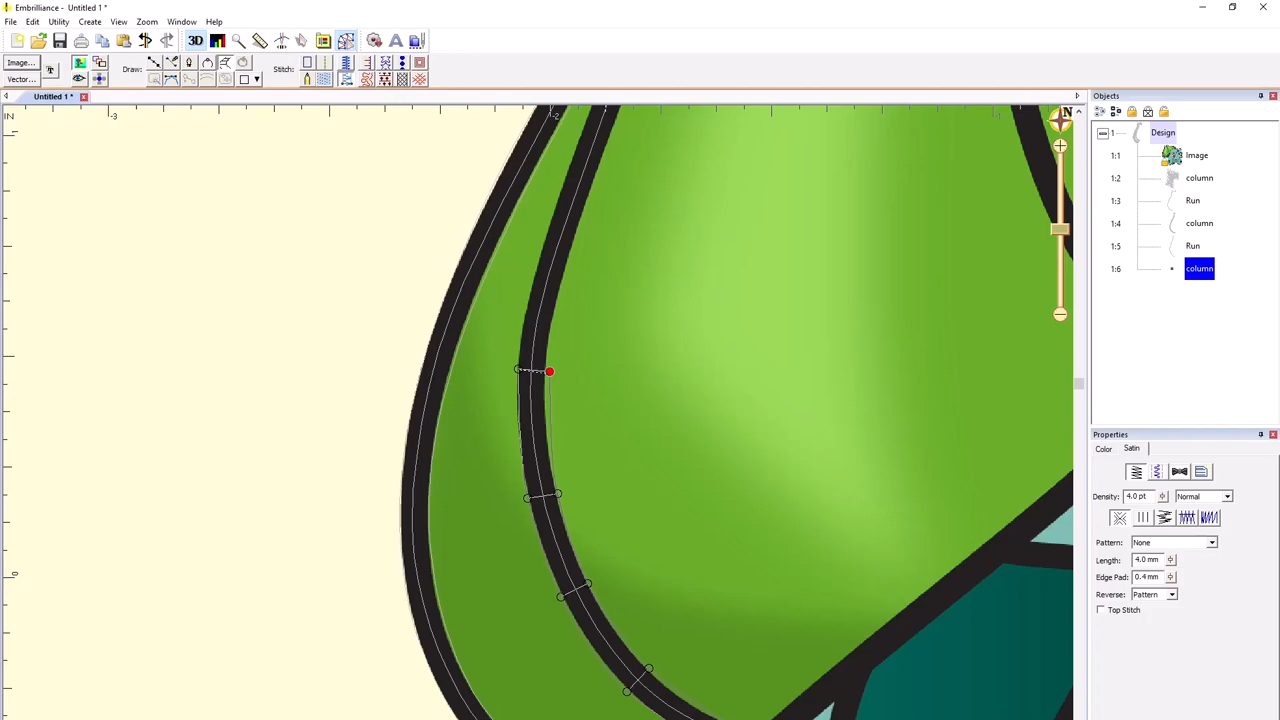 Embrilliance - Untitled 1 *
File Edit Utility Create View Zoom Window Help
Image... Draw: Stitch:
Vector...
Untitled 1 *
IN -3 -2 -1
1
0
N
Objects
1 Design
1:1 Image
1:2 column
1:3 Run
1:4 column
1:5 Run
1:6 column
Properties
Color Satin
Density: 4.0 pt Normal
Pattern: None
Length: 4.0 mm
Edge Pad: 0.4 mm
Reverse: Pattern
Top Stitch